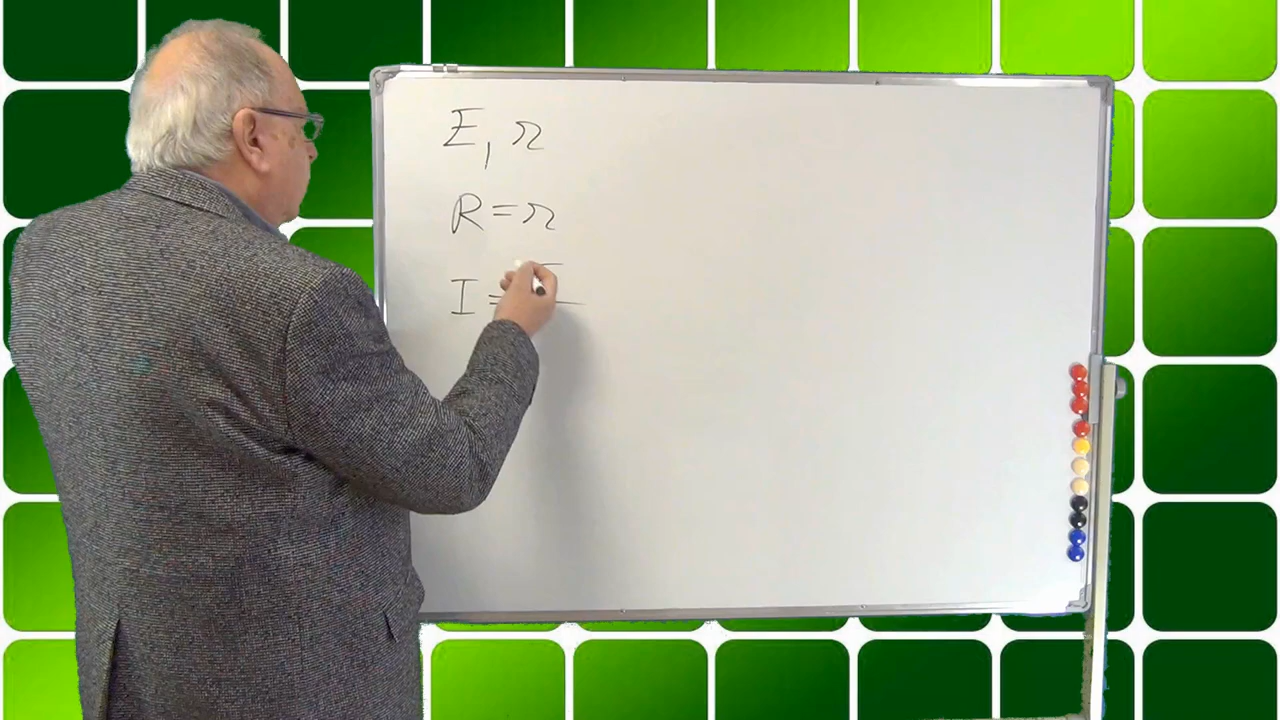 E, r
R = r
I =